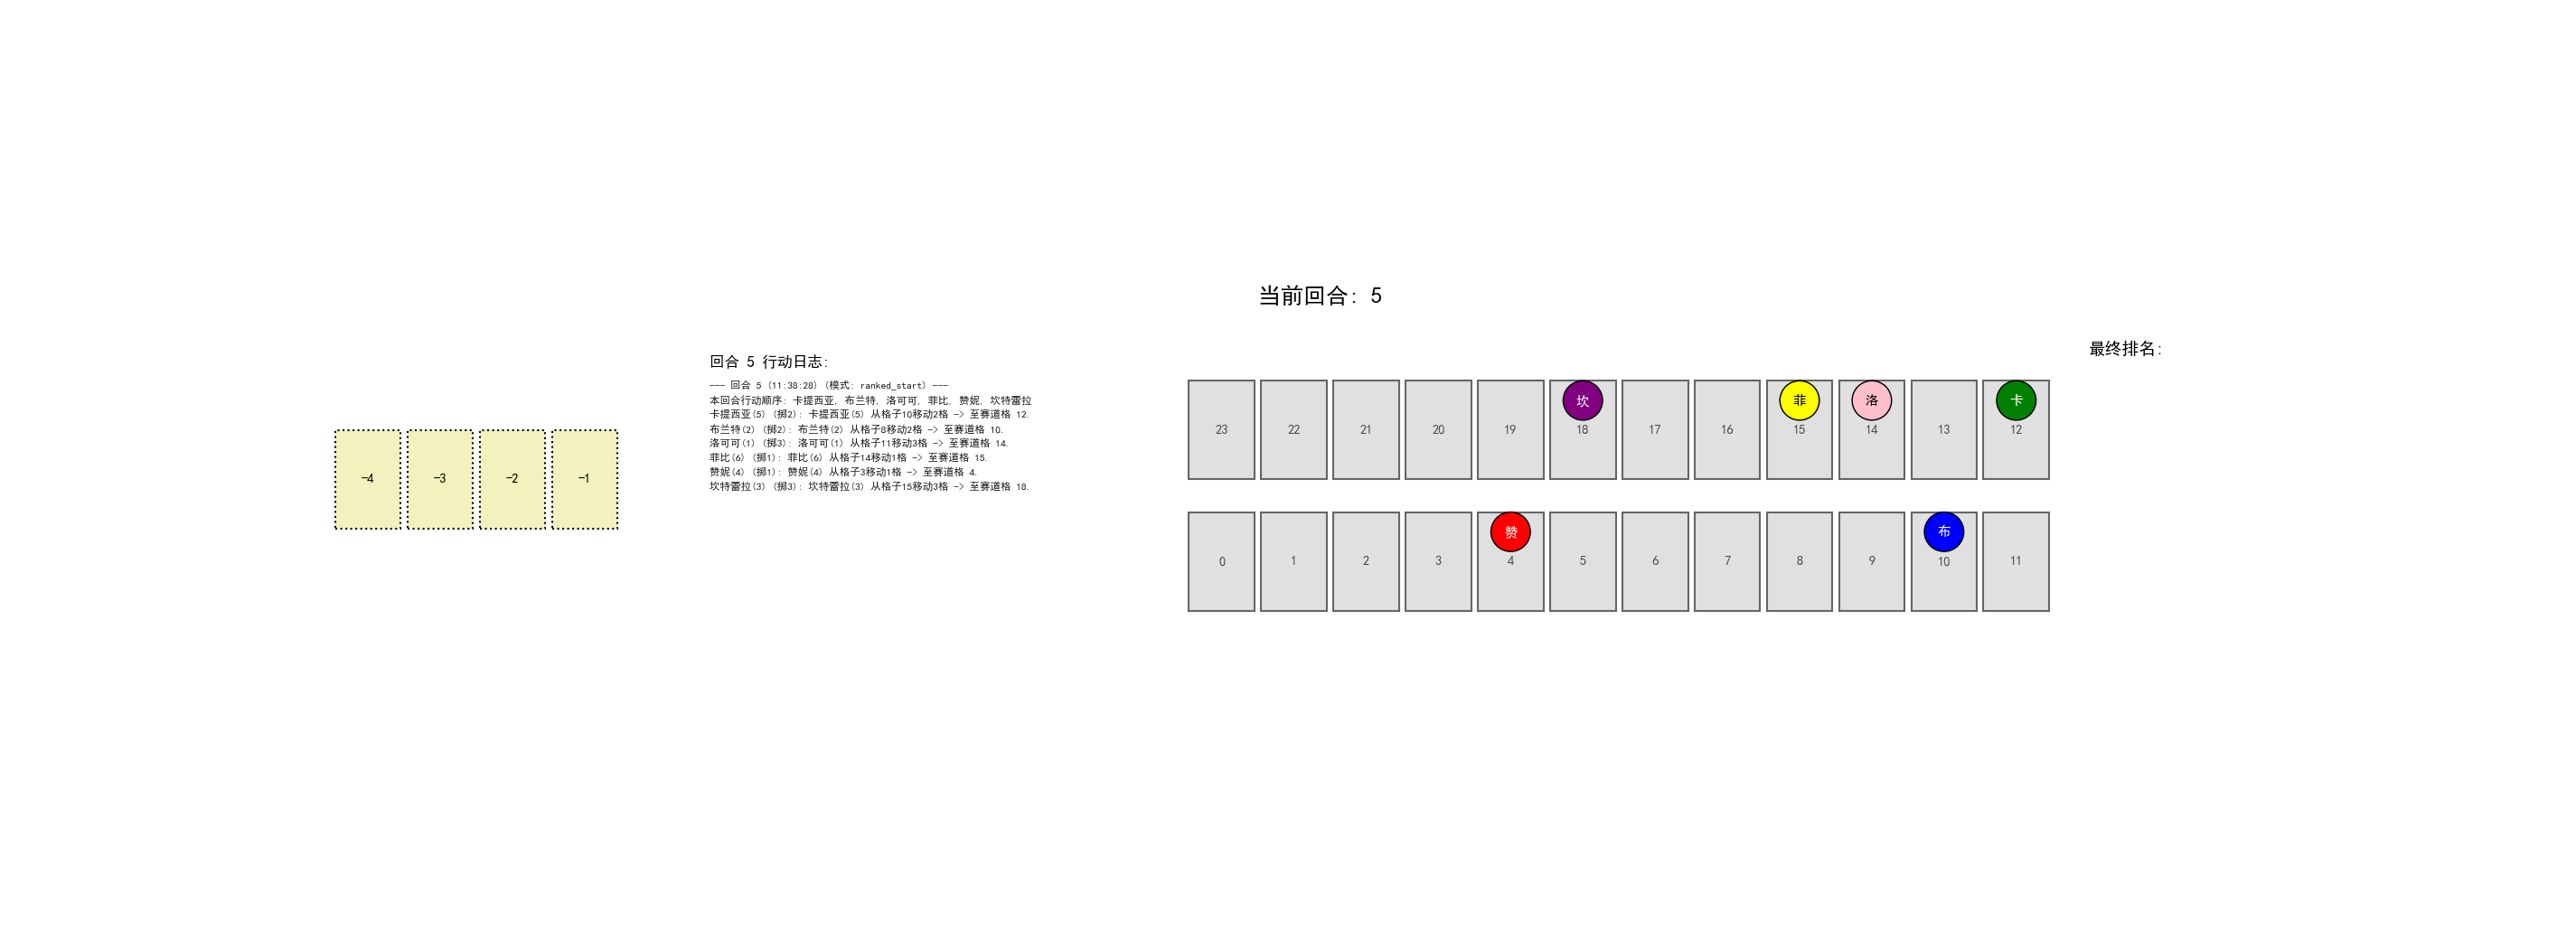 当前回合: 5
最终排名:
回合 5 行动日志:
--- 回合 5 (11:38:28) (模式: ranked_start) ---
本回合行动顺序: 卡提西亚, 布兰特, 洛可可, 菲比, 赞妮, 坎特蕾拉
卡提西亚(5) (掷2): 卡提西亚(5) 从格子10移动2格 -> 至赛道格 12.
布兰特(2) (掷2): 布兰特(2) 从格子8移动2格 -> 至赛道格 10.
洛可可(1) (掷3): 洛可可(1) 从格子11移动3格 -> 至赛道格 14.
菲比(6) (掷1): 菲比(6) 从格子14移动1格 -> 至赛道格 15.
赞妮(4) (掷1): 赞妮(4) 从格子3移动1格 -> 至赛道格 4.
坎特蕾拉(3) (掷3): 坎特蕾拉(3) 从格子15移动3格 -> 至赛道格 18.
-4 -3 -2 -1
坎 菲 洛 卡
23 22 21 20 19 18 17 16 15 14 13 12
赞 布
0 1 2 3 4 5 6 7 8 9 10 11